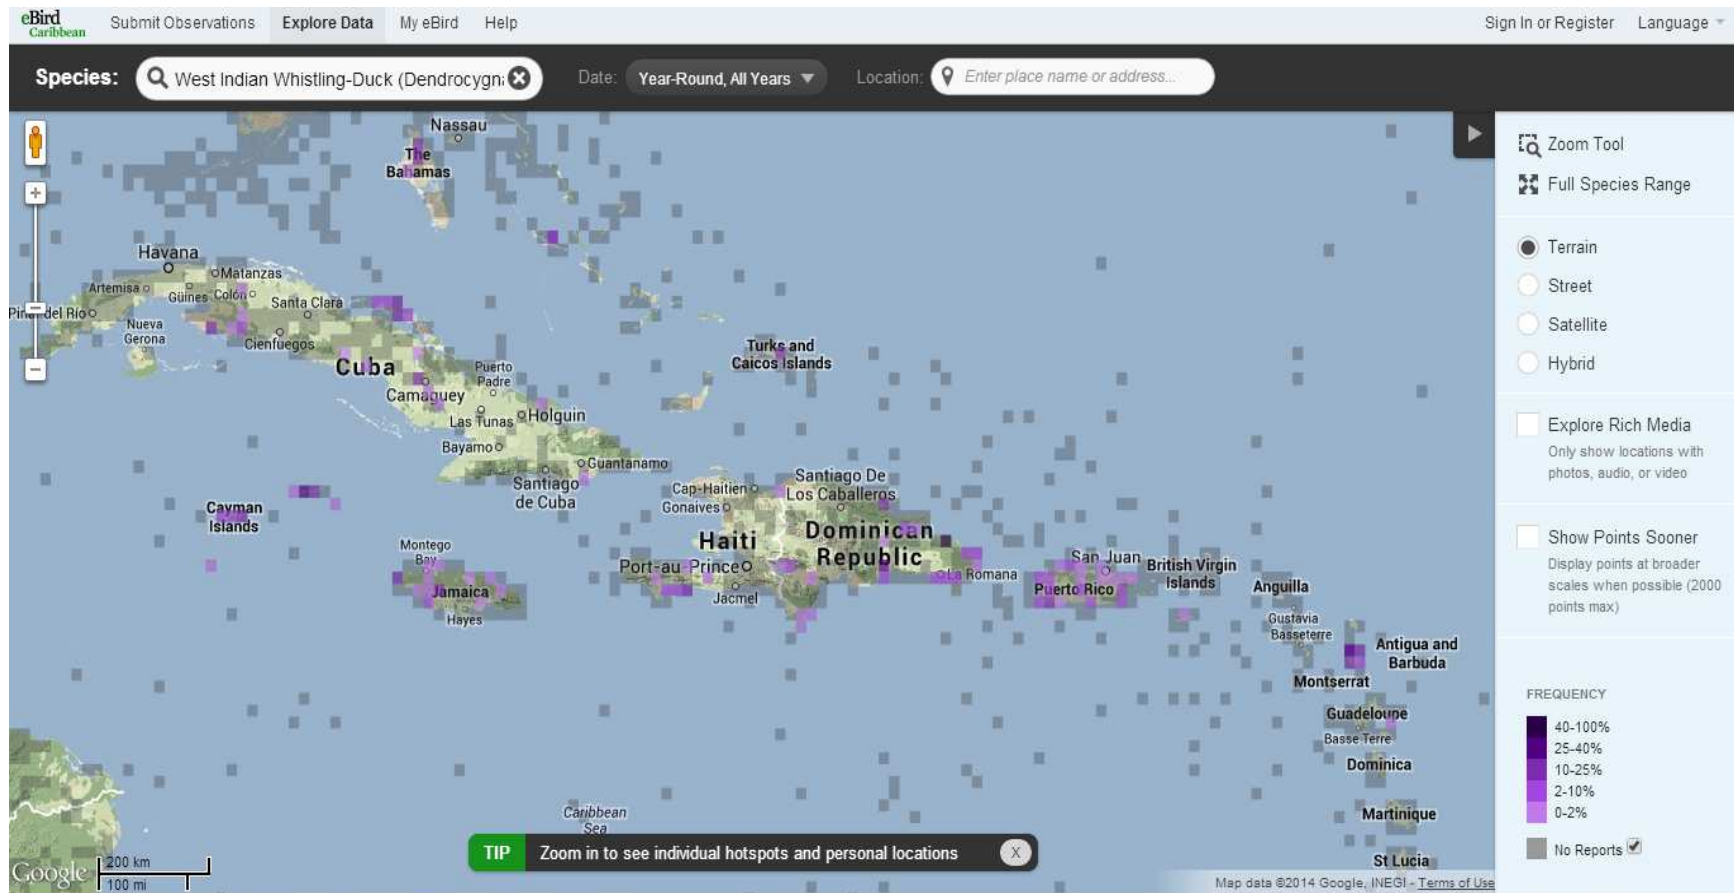 eBird
Caribbean
Submit Observations
Explore Data
My eBird
Help
Sign In or Register
Language
Species:
West Indian Whistling-Duck (Dendrocygn
Date:
Year-Round, All Years
Location:
Enter place name or address...
Nassau
The
Bahamas
Havana
Matanzas
Artemisa
Güines
Colón
Santa Clara
del Río
Nueva
Gerona
Cienfuegos
Cuba
Puerto
Padre
Camaguey
Las Tunas
Holguin
Bayamo
Guantanamo
Santiago
de Cuba
Turks and
Caicos Islands
Cayman
Islands
Montego
Bay
Jamaica
Hayes
Cap-Haitien
Gonaives
Haiti
Port-au-Prince
Jacmel
Santiago De
Los Caballeros
Dominican
Republic
La Romana
San Juan
Puerto Rico
British Virgin
Islands
Anguilla
Gustavia
Basseterre
Antigua and
Barbuda
Montserrat
Guadeloupe
Basse Terre
Dominica
Martinique
St Lucia
Caribbean
Sea
TIP
Zoom in to see individual hotspots and personal locations
X
Google
200 km
100 mi
Map data ©2014 Google, INEGI - Terms of Use
Zoom Tool
Full Species Range
Terrain
Street
Satellite
Hybrid
Explore Rich Media
Only show locations with
photos, audio, or video
Show Points Sooner
Display points at broader
scales when possible (2000
points max)
FREQUENCY
40-100%
25-40%
10-25%
2-10%
0-2%
No Reports